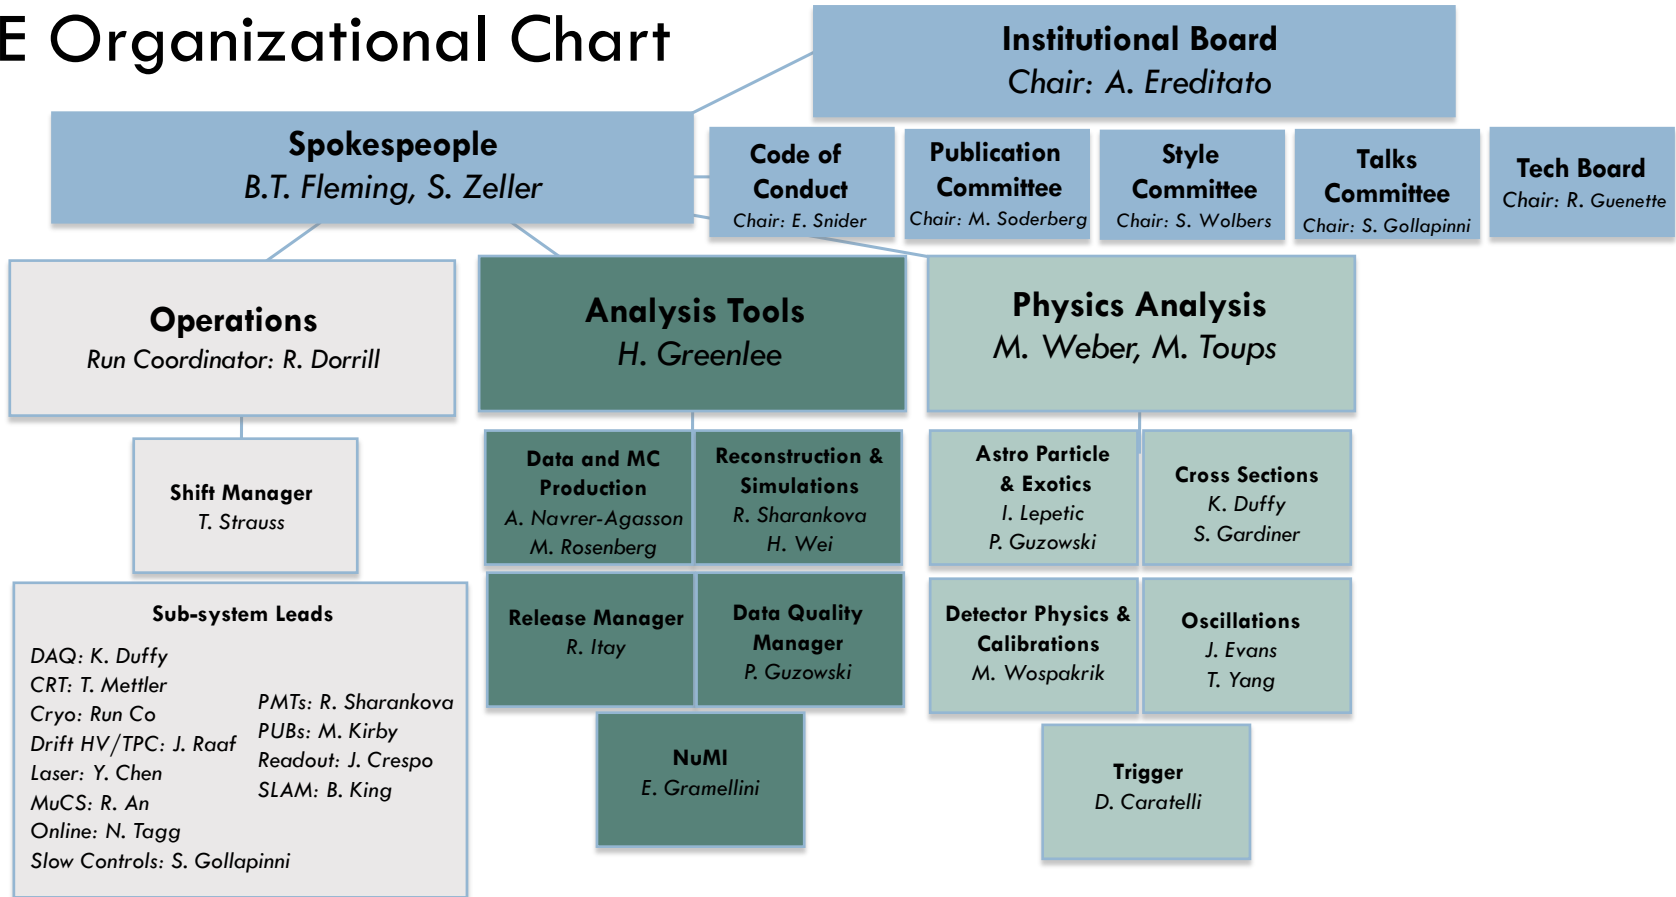 E Organizational Chart
Institutional Board
Chair: A. Ereditato
Spokespeople
B.T. Fleming, S. Zeller
Code of
Conduct
Chair: E. Snider
Publication
Committee
Chair: M. Soderberg
Style
Committee
Chair: S. Wolbers
Talks
Committee
Chair: S. Gollapinni
Tech Board
Chair: R. Guenette
Operations
Run Coordinator: R. Dorrill
Analysis Tools
H. Greenlee
Physics Analysis
M. Weber, M. Toups
Shift Manager
T. Strauss
Data and MC
Production
A. Navrer-Agasson
M. Rosenberg
Reconstruction &
Simulations
R. Sharankova
H. Wei
Astro Particle
& Exotics
I. Lepetic
P. Guzowski
Cross Sections
K. Duffy
S. Gardiner
Sub-system Leads
DAQ: K. Duffy
CRT: T. Mettler
Cryo: Run Co
Drift HV/TPC: J. Raaf
Laser: Y. Chen
MuCS: R. An
Online: N. Tagg
Slow Controls: S. Gollapinni
PMTs: R. Sharankova
PUBs: M. Kirby
Readout: J. Crespo
SLAM: B. King
Release Manager
R. Itay
Data Quality
Manager
P. Guzowski
Detector Physics &
Calibrations
M. Wospakrik
Oscillations
J. Evans
T. Yang
NuMI
E. Gramellini
Trigger
D. Caratelli